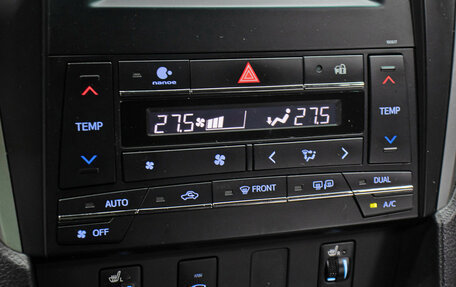 nanoe
TEMP
27.5
27.5
TEMP
AUTO
FRONT
DUAL
OFF
A/C
L
R